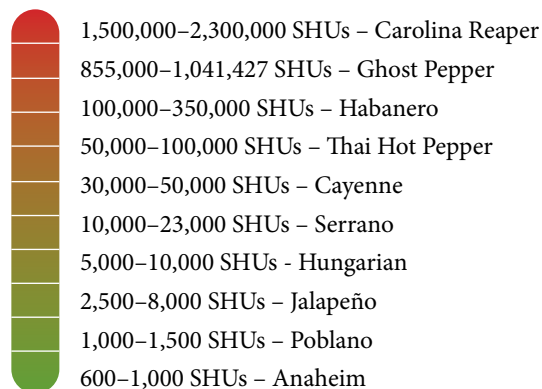 1,500,000–2,300,000 SHUs – Carolina Reaper
855,000–1,041,427 SHUs – Ghost Pepper
100,000–350,000 SHUs – Habanero
50,000–100,000 SHUs – Thai Hot Pepper
30,000–50,000 SHUs – Cayenne
10,000–23,000 SHUs – Serrano
5,000–10,000 SHUs - Hungarian
2,500–8,000 SHUs – Jalapeño
1,000–1,500 SHUs – Poblano
600–1,000 SHUs – Anaheim